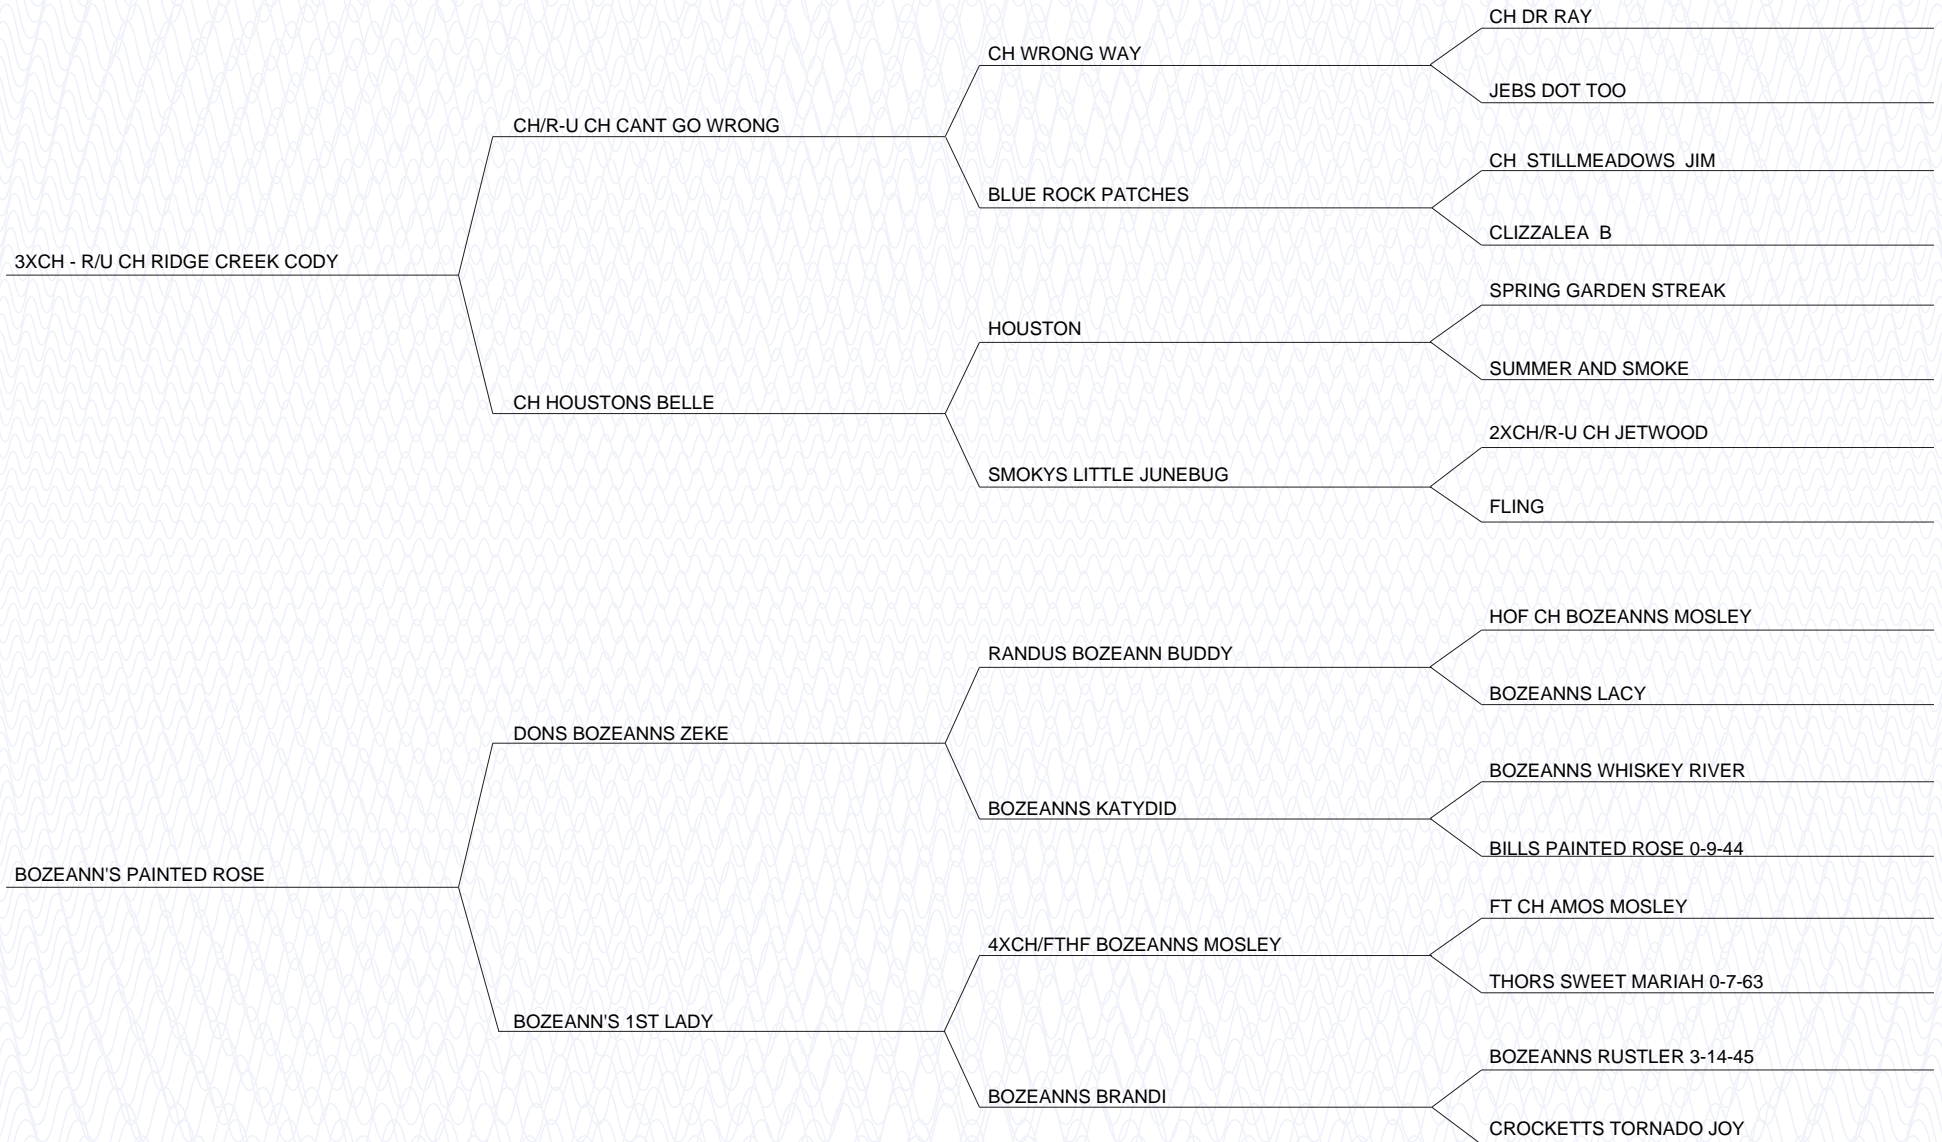 CH DR RAY
CH WRONG WAY
JEBS DOT TOO
CH/R-U CH CANT GO WRONG
CH  STILLMEADOWS  JIM
BLUE ROCK PATCHES
CLIZZALEA  B
3XCH - R/U CH RIDGE CREEK CODY
SPRING GARDEN STREAK
HOUSTON
SUMMER AND SMOKE
CH HOUSTONS BELLE
2XCH/R-U CH JETWOOD
SMOKYS LITTLE JUNEBUG
FLING
HOF CH BOZEANNS MOSLEY
RANDUS BOZEANN BUDDY
BOZEANNS LACY
DONS BOZEANNS ZEKE
BOZEANNS WHISKEY RIVER
BOZEANNS KATYDID
BILLS PAINTED ROSE 0-9-44
BOZEANN'S PAINTED ROSE
FT CH AMOS MOSLEY
4XCH/FTHF BOZEANNS MOSLEY
THORS SWEET MARIAH 0-7-63
BOZEANN'S 1ST LADY
BOZEANNS RUSTLER 3-14-45
BOZEANNS BRANDI
CROCKETTS TORNADO JOY